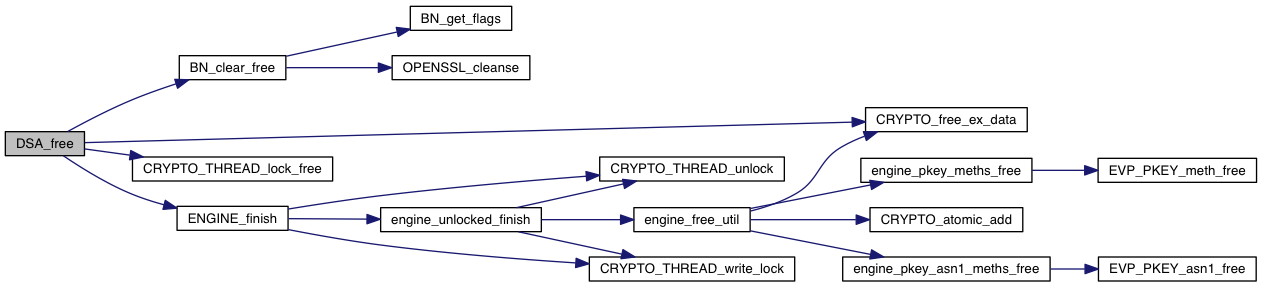 BN_get_flags
BN_clear_free
OPENSSL_cleanse
DSA_free
CRYPTO_free_ex_data
CRYPTO_THREAD_lock_free
CRYPTO_THREAD_unlock
engine_pkey_meths_free
EVP_PKEY_meth_free
ENGINE_finish
engine_unlocked_finish
engine_free_util
CRYPTO_atomic_add
CRYPTO_THREAD_write_lock
engine_pkey_asn1_meths_free
EVP_PKEY_asn1_free